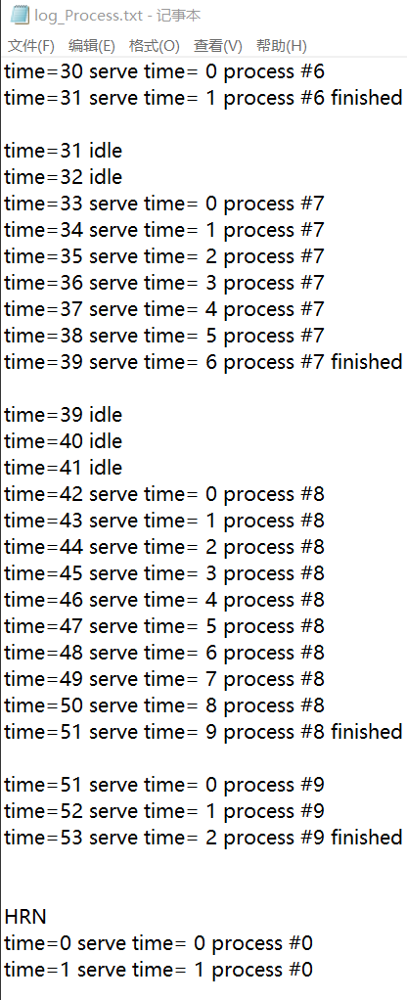 log_Process.txt - 记事本
文件(F) 编辑(E) 格式(O) 查看(V) 帮助(H)
time=30 serve time= 0 process #6
time=31 serve time= 1 process #6 finished
time=31 idle
time=32 idle
time=33 serve time= 0 process #7
time=34 serve time= 1 process #7
time=35 serve time= 2 process #7
time=36 serve time= 3 process #7
time=37 serve time= 4 process #7
time=38 serve time= 5 process #7
time=39 serve time= 6 process #7 finished
time=39 idle
time=40 idle
time=41 idle
time=42 serve time= 0 process #8
time=43 serve time= 1 process #8
time=44 serve time= 2 process #8
time=45 serve time= 3 process #8
time=46 serve time= 4 process #8
time=47 serve time= 5 process #8
time=48 serve time= 6 process #8
time=49 serve time= 7 process #8
time=50 serve time= 8 process #8
time=51 serve time= 9 process #8 finished
time=51 serve time= 0 process #9
time=52 serve time= 1 process #9
time=53 serve time= 2 process #9 finished
HRN
time=0 serve time= 0 process #0
time=1 serve time= 1 process #0